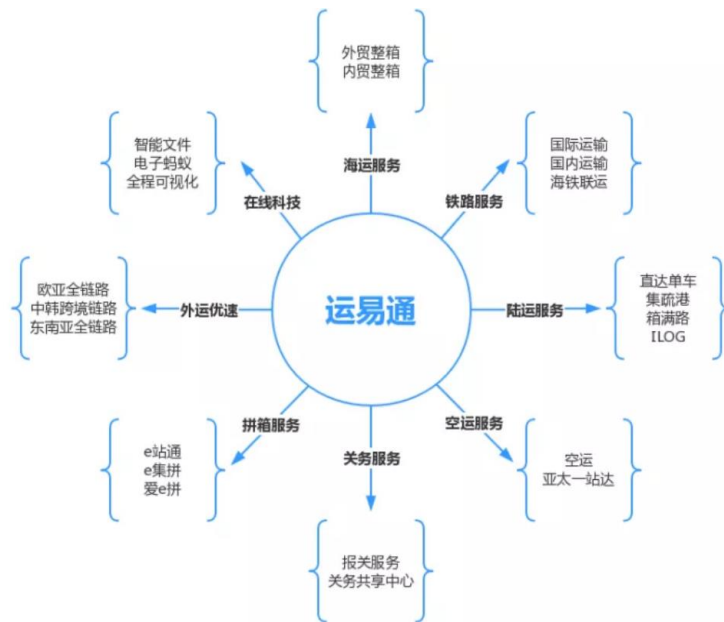 外贸整箱
内贸整箱
海运服务
智能文件
电子蚂蚁
全程可视化
在线科技
国际运输
国内运输
海铁联运
铁路服务
欧亚全链路
中韩跨境链路
东南亚全链路
外运优速
运易通
陆运服务
直达单车
集疏港
箱满路
ILOG
拼箱服务
e站通
e集拼
爱e拼
关务服务
报关服务
关务共享中心
空运服务
空运
亚太一站达